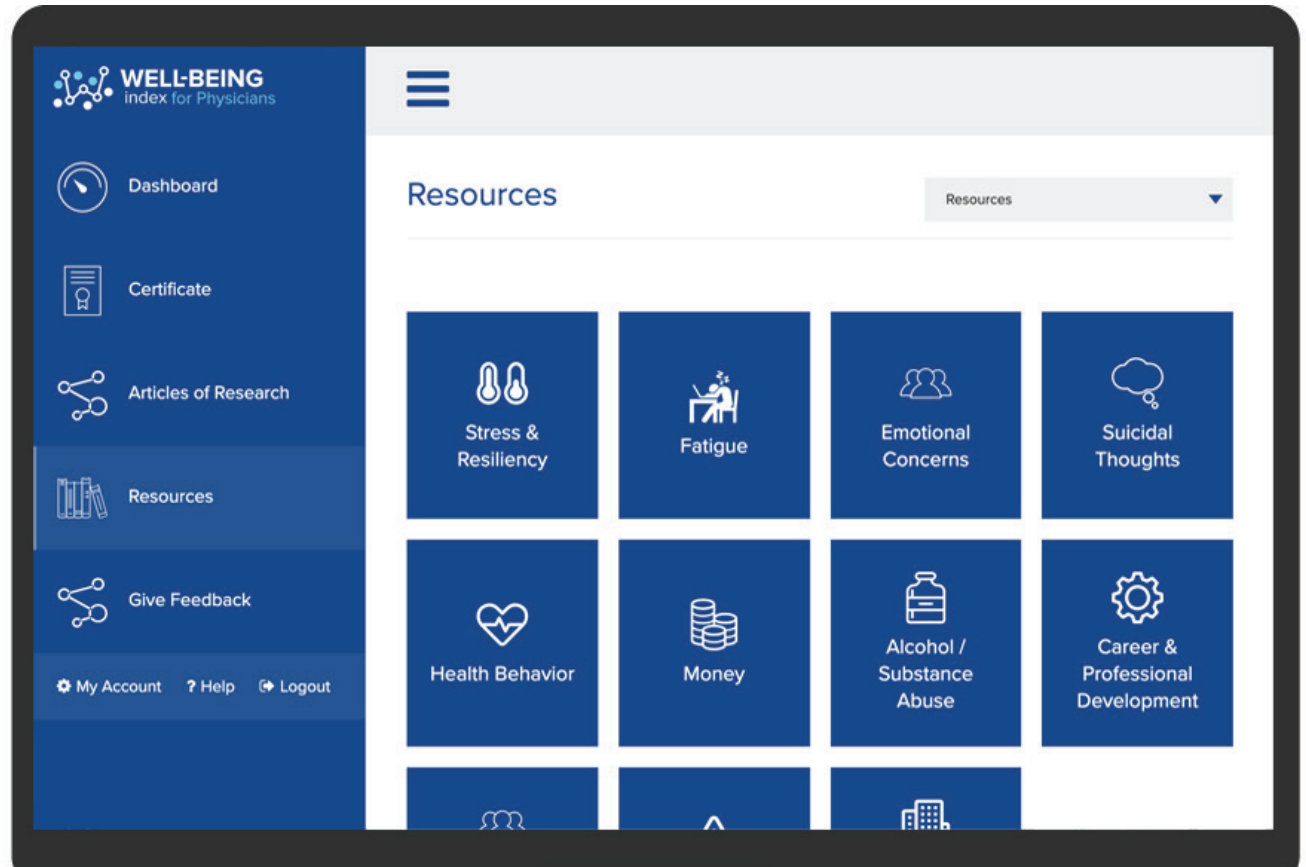 WELL-BEING
index for Physicians
Dashboard
Certificate
Articles of Research
Resources
Give Feedback
My Account ? Help Logout
Resources
Resources
Stress &
Resiliency
Fatigue
Emotional
Concerns
Suicidal
Thoughts
Health Behavior
Money
Alcohol /
Substance
Abuse
Career &
Professional
Development